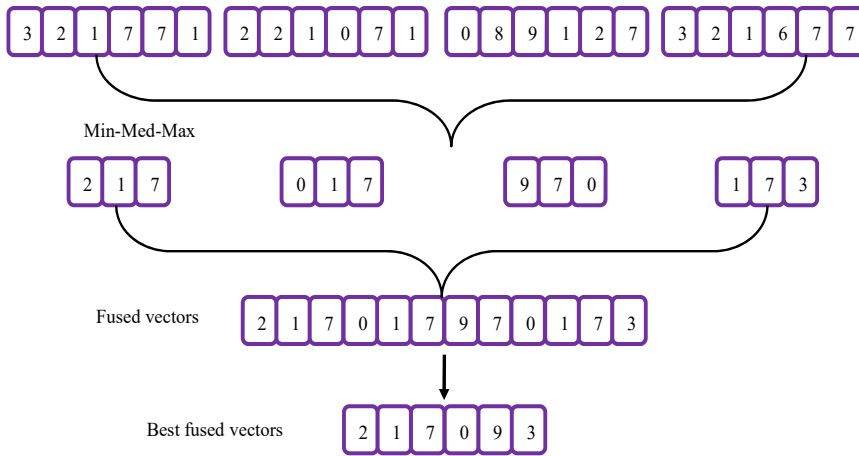 3 2 1 7 7 1 2 2 1 0 7 1 0 8 9 1 2 7 3 2 1 6 7 7
Min-Med-Max
2 1 7 0 1 7 9 7 0 1 7 3
Fused vectors 2 1 7 0 1 7 9 7 0 1 7 3
Best fused vectors 2 1 7 0 9 3